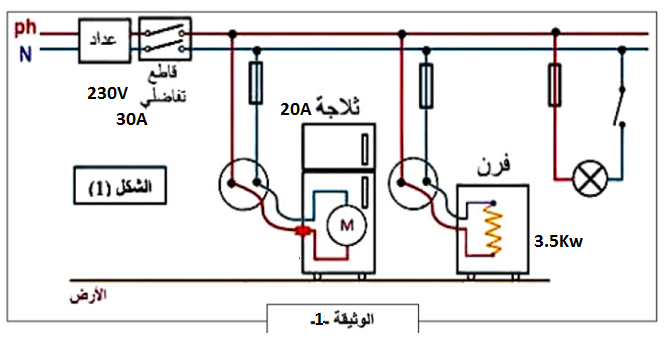 ph
N
عداد
قاطع
تفاضلي
230V
30A
20A ثلاجة
M
فرن
3.5Kw
الشكل (1)
الأرض
الوثيقة -1-